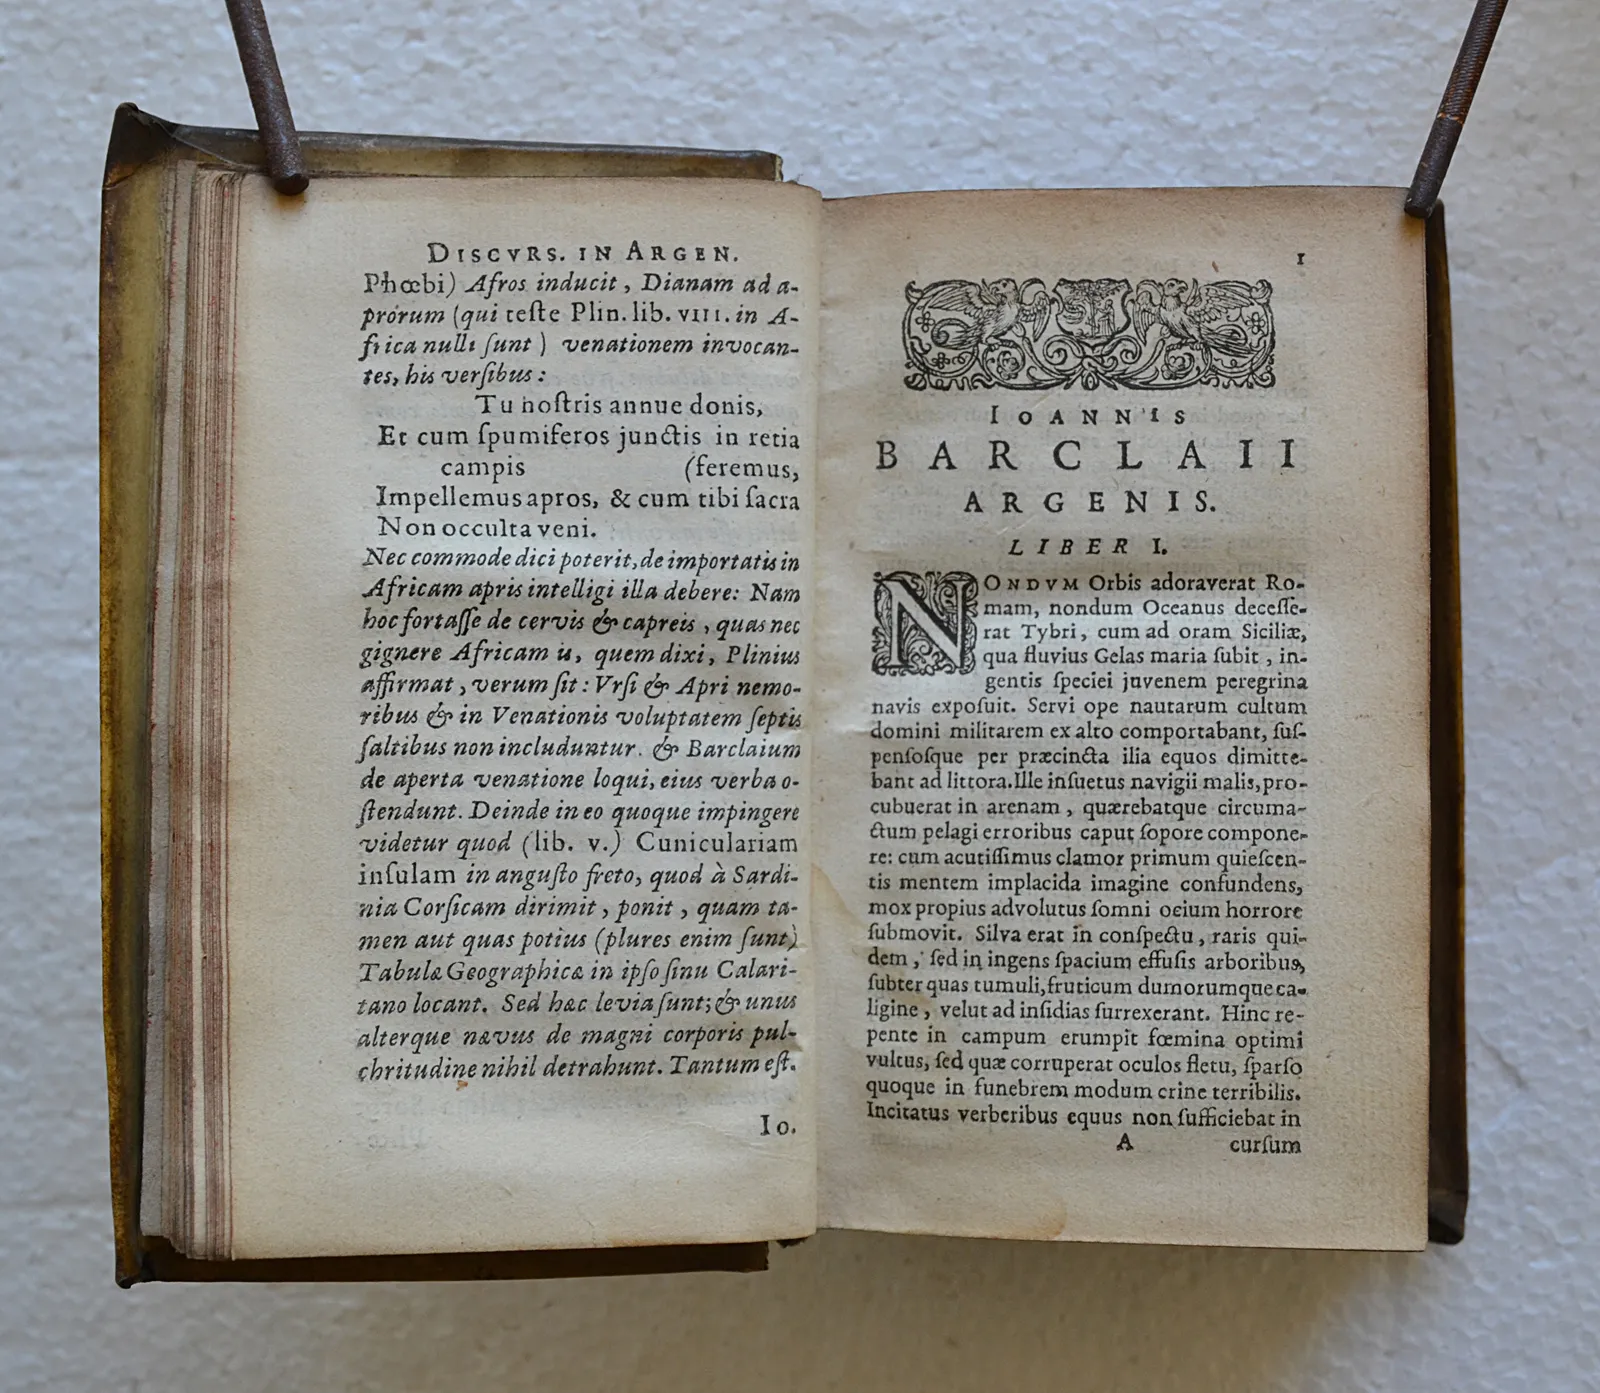 DISCVRS. IN ARGEN.
Phœbi) Afros inducit, Dianam ad a-
prorum (qui teſte Plin. lib. VIII. in A-
frica nulli ſunt) venationem invocan-
tes, his verſibus:
Tu noſtris annue donis,
Et cum ſpumiferos junctis in retia
campis (feremus,
Impellemus apros, & cum tibi ſacra
Non occulta veni.
Nec commode dici poterit, de importatis in
Africam apris intelligi illa debere: Nam
hoc fortaſſe de cervis & capreis, quas nec
gignere Africam is, quem dixi, Plinius
affirmat, verum ſit: Vrſi & Apri nemo-
ribus & in Venationis voluptatem ſeptis
ſaltibus non includuntur. & Barclaium
de aperta venatione loqui, eius verba o-
ſtendunt. Deinde in eo quoque impingere
videtur quod (lib. V.) Cuniculariam
inſulam in anguſto freto, quod à Sardi-
nia Corſicam dirimit, ponit, quam ta-
men aut quas potius (plures enim ſunt)
Tabulæ Geographicæ in ipſo ſinu Calari-
tano locant. Sed hæc levia ſunt; & unus
alterque nævus de magni corporis pul-
chritudine nihil detrahunt. Tantum eſt.
Io.
1
IOANNIS
BARCLAII
ARGENIS.
LIBER I.
NONDVM Orbis adoraverat Ro-
mam, nondum Oceanus deceſſe-
rat Tybri, cum ad oram Siciliæ,
qua fluvius Gelas maria ſubit, in-
gentis ſpeciei juvenem peregrina
navis expoſuit. Servi ope nautarum cultum
domini militarem ex alto comportabant, ſuſ-
penſosque per præcincta ilia equos dimitte-
bant ad littora. Ille inſuetus navigii malis, pro-
cubuerat in arenam, quærebatque circuma-
ctum pelagi erroribus caput ſopore compone-
re: cum acutiſſimus clamor primum quieſcen-
tis mentem implacida imagine confundens,
mox propius advolutus ſomni ocium horrore
ſubmovit. Silva erat in conſpectu, raris qui-
dem, ſed in ingens ſpacium effuſis arboribus,
ſubter quas tumuli, fruticum dumorumque ca-
ligine, velut ad inſidias ſurrexerant. Hinc re-
pente in campum erumpit fœmina optimi
vultus, ſed quæ corruperat oculos fletu, ſparſo
quoque in funebrem modum crine terribilis.
Incitatus verberibus equus non ſufficiebat in
A curſum